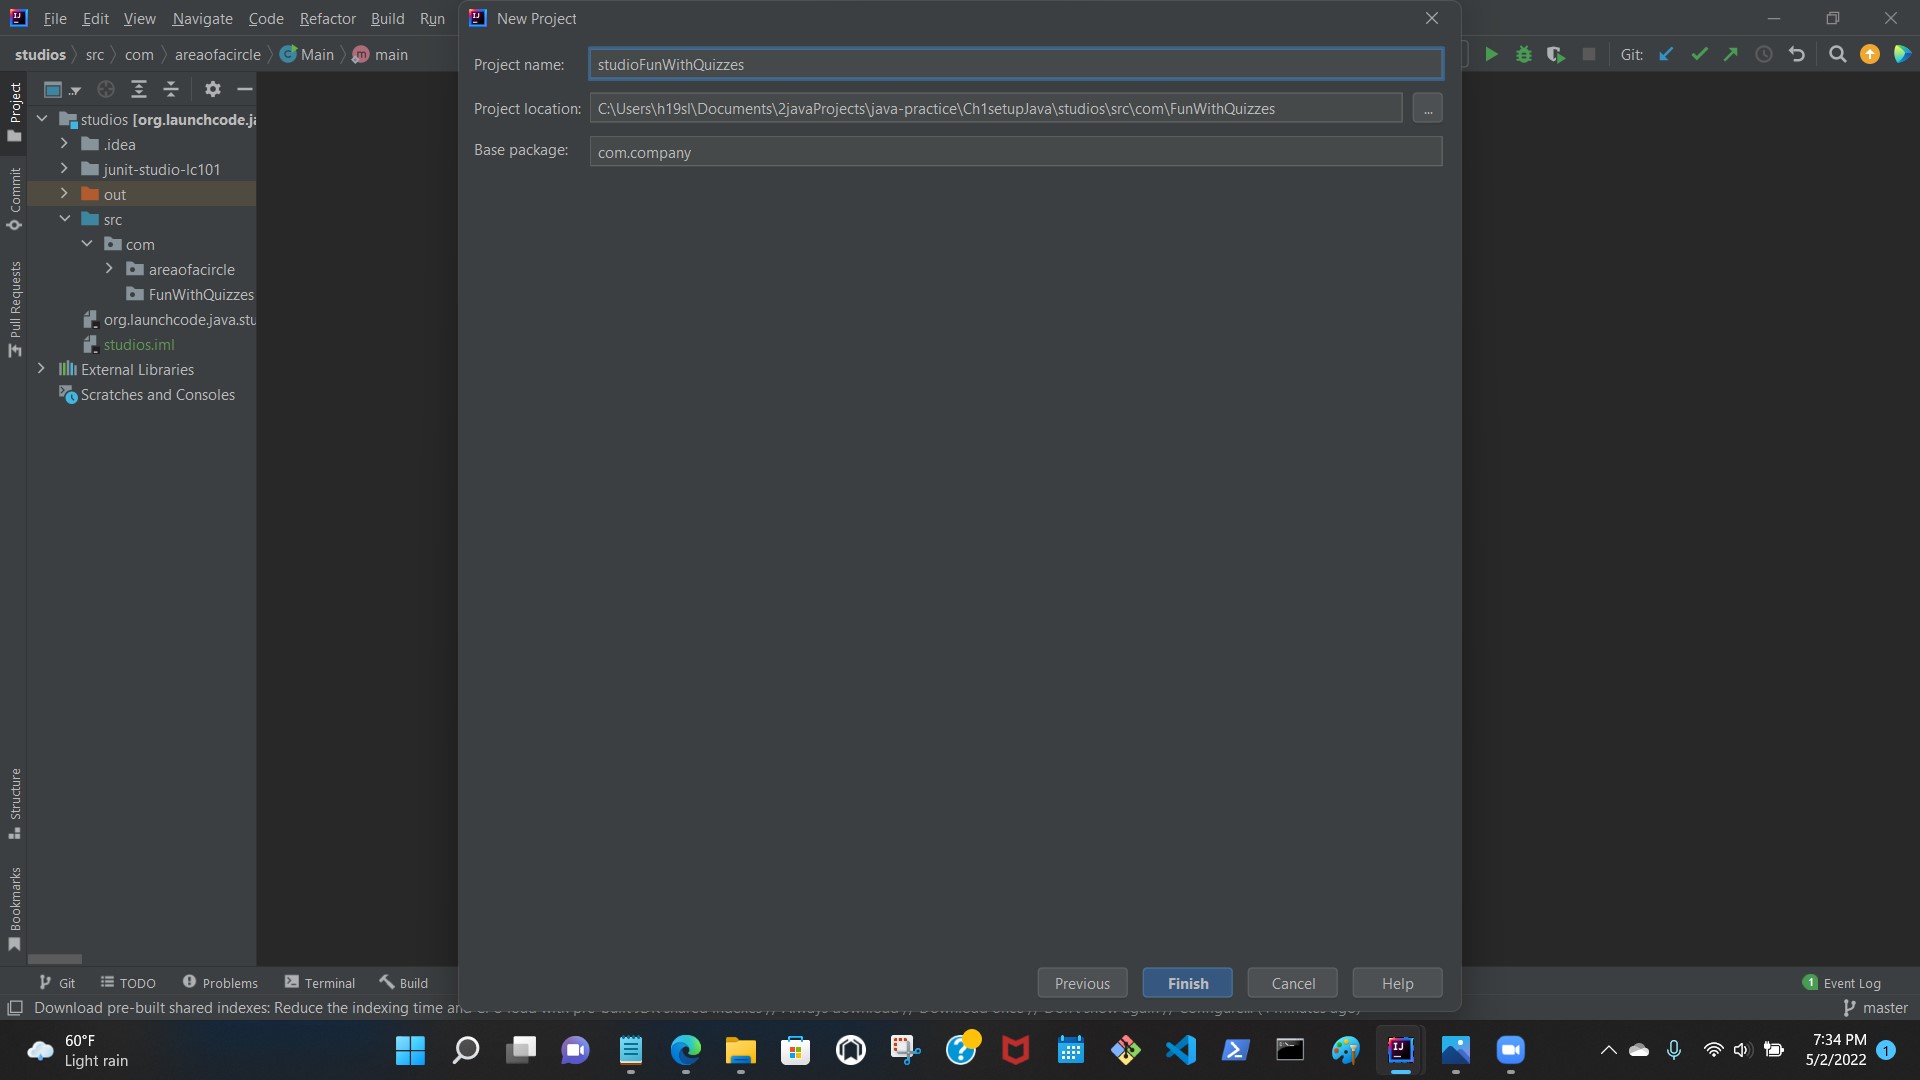 File Edit View Navigate Code Refactor Build Run
New Project
studios src com areaofacircle Main main
Git:
Project
Commit
Pull Requests
Structure
Bookmarks
studios [org.launchcode.ja
.idea
junit-studio-lc101
out
src
com
areaofacircle
FunWithQuizzes
org.launchcode.java.stu
studios.iml
External Libraries
Scratches and Consoles
Project name: studioFunWithQuizzes
Project location: C:\Users\h19sl\Documents\2javaProjects\java-practice\Ch1setupJava\studios\src\com\FunWithQuizzes ...
Base package: com.company
Previous Finish Cancel Help
Git TODO Problems Terminal Build
1 Event Log
Download pre-built shared indexes: Reduce the indexing time and
master
60°F
Light rain
7:34 PM
5/2/2022 1